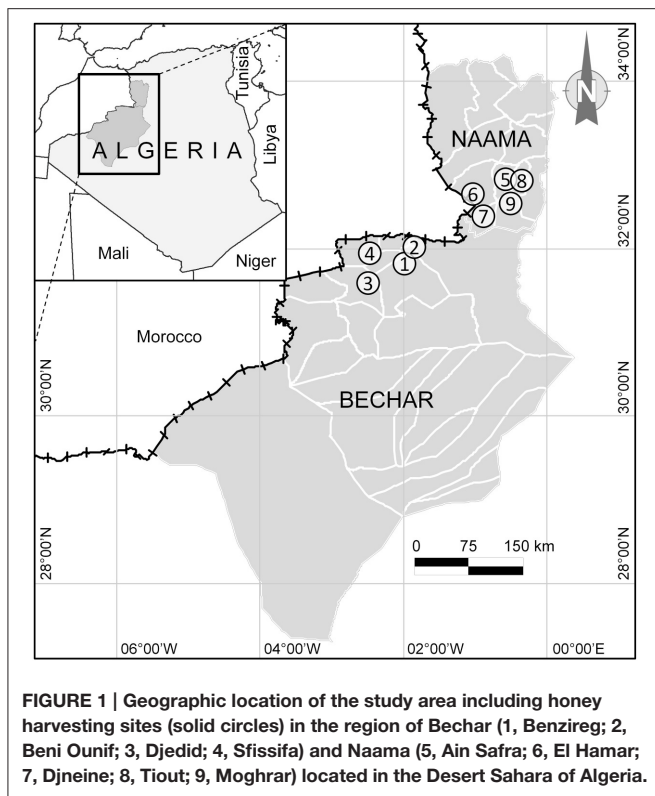 ALGERIA
Tunisia
Libya
Mali
Niger
Morocco
N
NAAMA
BECHAR
5
8
6
9
7
2
4
1
3
34°00'N
32°00'N
30°00'N
30°00'N
28°00'N
28°00'N
0 75 150 km
06°00'W 04°00'W 02°00'W 00°00'E
FIGURE 1 | Geographic location of the study area including honey
harvesting sites (solid circles) in the region of Bechar (1, Benzireg; 2,
Beni Ounif; 3, Djedid; 4, Sfissifa) and Naama (5, Ain Safra; 6, El Hamar;
7, Djneine; 8, Tiout; 9, Moghrar) located in the Desert Sahara of Algeria.